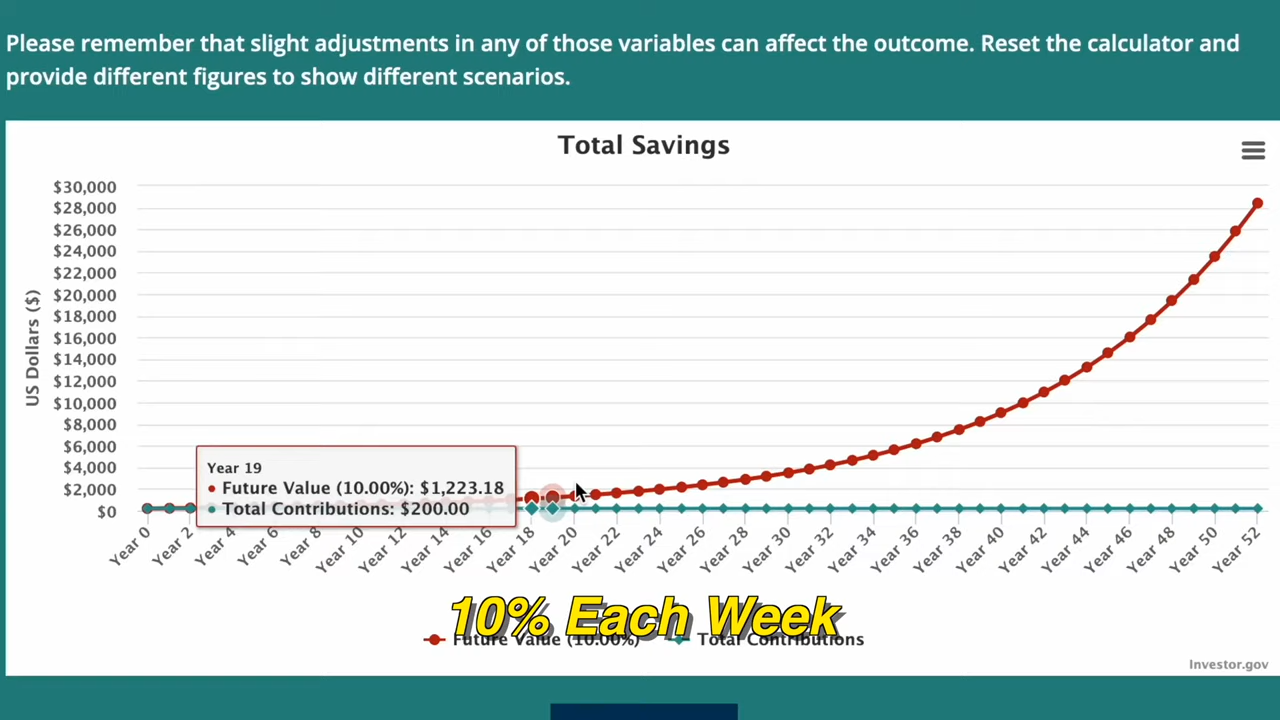 Please remember that slight adjustments in any of those variables can affect the outcome. Reset the calculator and
provide different figures to show different scenarios.
Total Savings
US Dollars ($)
$30,000
$28,000
$26,000
$24,000
$22,000
$20,000
$18,000
$16,000
$14,000
$12,000
$10,000
$8,000
$6,000
$4,000
$2,000
$0
Year 19
Future Value (10.00%): $1,223.18
Total Contributions: $200.00
Year 0
Year 2
Year 4
Year 6
Year 8
Year 10
Year 12
Year 14
Year 16
Year 18
Year 20
Year 22
Year 24
Year 26
Year 28
Year 30
Year 32
Year 34
Year 36
Year 38
Year 40
Year 42
Year 44
Year 46
Year 48
Year 50
Year 52
10% Each Week
Future Value (10.00%) Total Contributions
Investor.gov